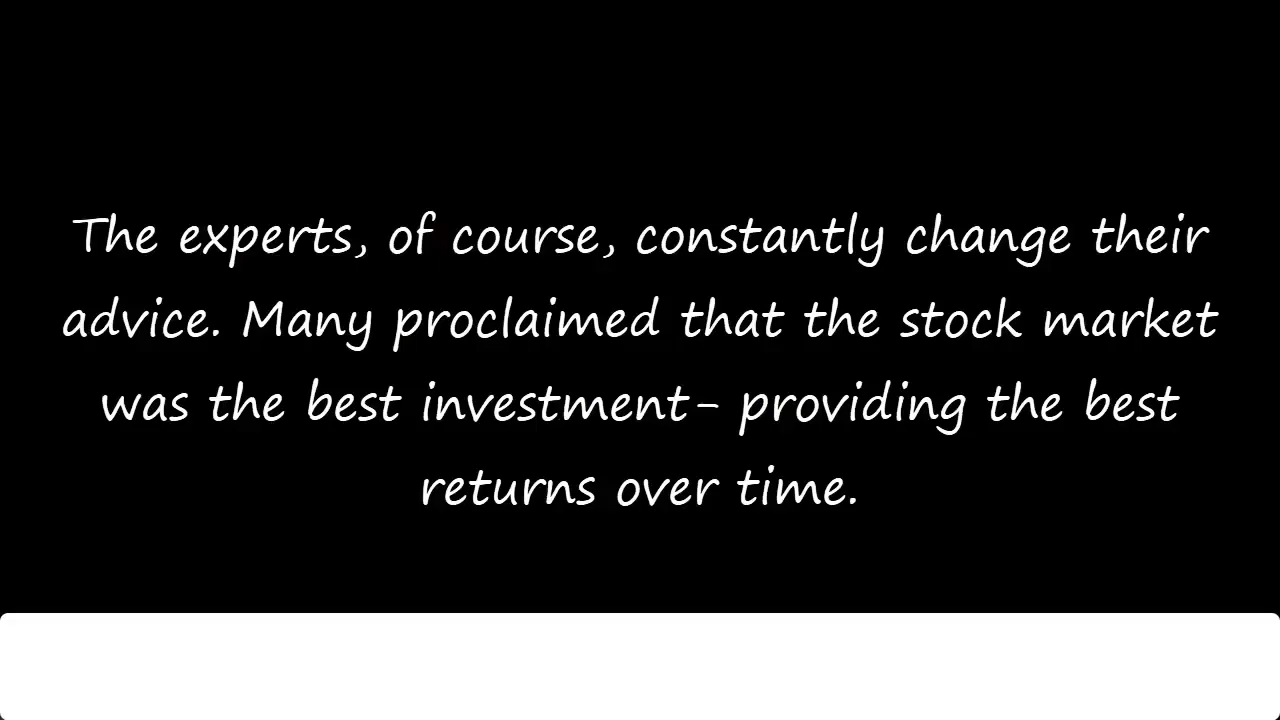 The experts, of course, constantly change their
advice. Many proclaimed that the stock market
was the best investment- providing the best
returns over time.